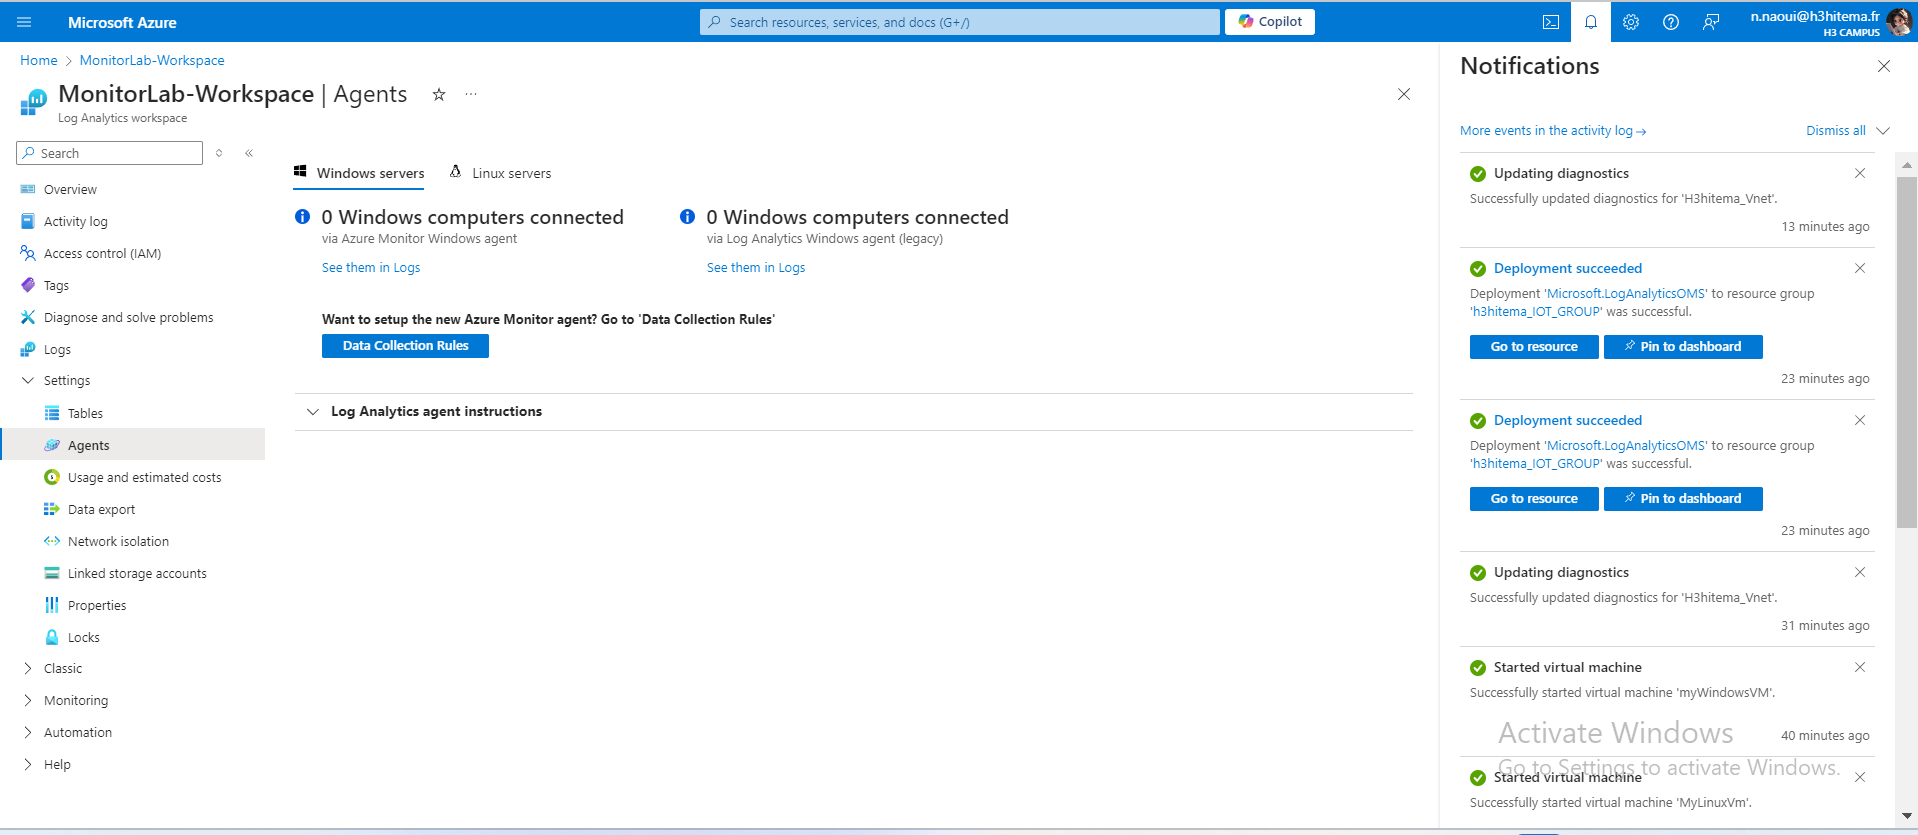 Microsoft Azure
Search resources, services, and docs (G+/)
Copilot
n.naoui@h3hitema.fr
H3 CAMPUS
Home > MonitorLab-Workspace
MonitorLab-Workspace | Agents
Log Analytics workspace
Search
Overview
Activity log
Access control (IAM)
Tags
Diagnose and solve problems
Logs
Settings
Tables
Agents
Usage and estimated costs
Data export
Network isolation
Linked storage accounts
Properties
Locks
Classic
Monitoring
Automation
Help
Windows servers
Linux servers
0 Windows computers connected
via Azure Monitor Windows agent
See them in Logs
0 Windows computers connected
via Log Analytics Windows agent (legacy)
See them in Logs
Want to setup the new Azure Monitor agent? Go to 'Data Collection Rules'
Data Collection Rules
Log Analytics agent instructions
Notifications
More events in the activity log →
Dismiss all
Updating diagnostics
Successfully updated diagnostics for 'H3hitema_Vnet'.
13 minutes ago
Deployment succeeded
Deployment 'Microsoft.LogAnalyticsOMS' to resource group
'h3hitema_IOT_GROUP' was successful.
Go to resource
Pin to dashboard
23 minutes ago
Deployment succeeded
Deployment 'Microsoft.LogAnalyticsOMS' to resource group
'h3hitema_IOT_GROUP' was successful.
Go to resource
Pin to dashboard
23 minutes ago
Updating diagnostics
Successfully updated diagnostics for 'H3hitema_Vnet'.
31 minutes ago
Started virtual machine
Successfully started virtual machine 'myWindowsVM'.
40 minutes ago
Activate Windows
Go to Settings to activate Windows.
Started virtual machine
Successfully started virtual machine 'MyLinuxVm'.